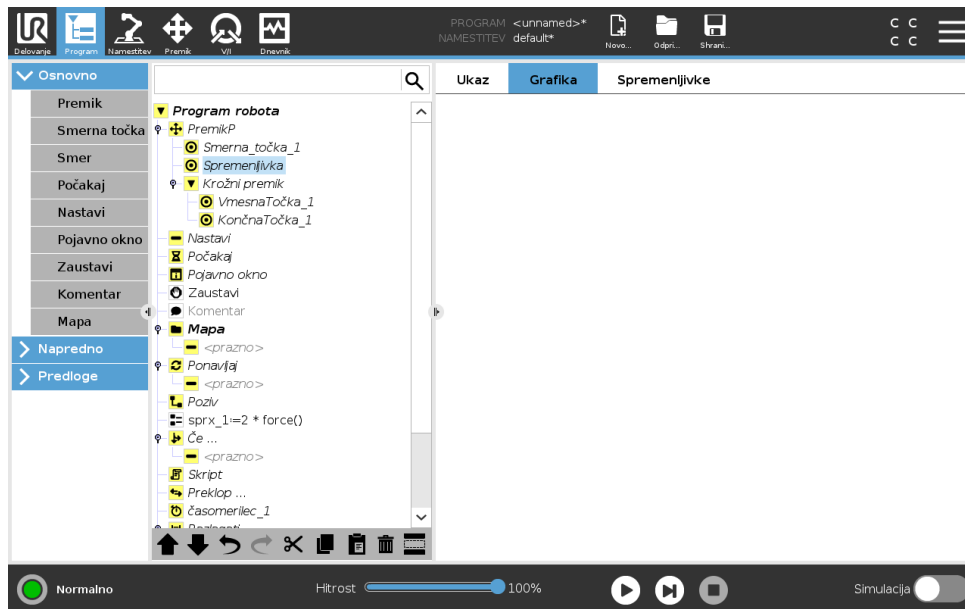 PROGRAM <unnamed>*
NAMESTITEV default*
Delovanje Program Namestitev Premik V/I Dnevnik Novo... Odpri... Shrani...
C C
C C
Osnovno
Premik
Smerna točka
Smer
Počakaj
Nastavi
Pojavno okno
Zaustavi
Komentar
Mapa
Napredno
Predloge
Program robota
PremikP
Smerna_točka_1
Spremenljivka
Krožni premik
VmesnaTočka_1
KončnaTočka_1
Nastavi
Počakaj
Pojavno okno
Zaustavi
Komentar
Mapa
<prazno>
Ponavljaj
<prazno>
Poziv
sprx_1:=2 * force()
Če ...
<prazno>
Skript
Preklop ...
časomerilec_1
Ukaz Grafika Spremenljivke
Normalno
Hitrost 100%
Simulacija